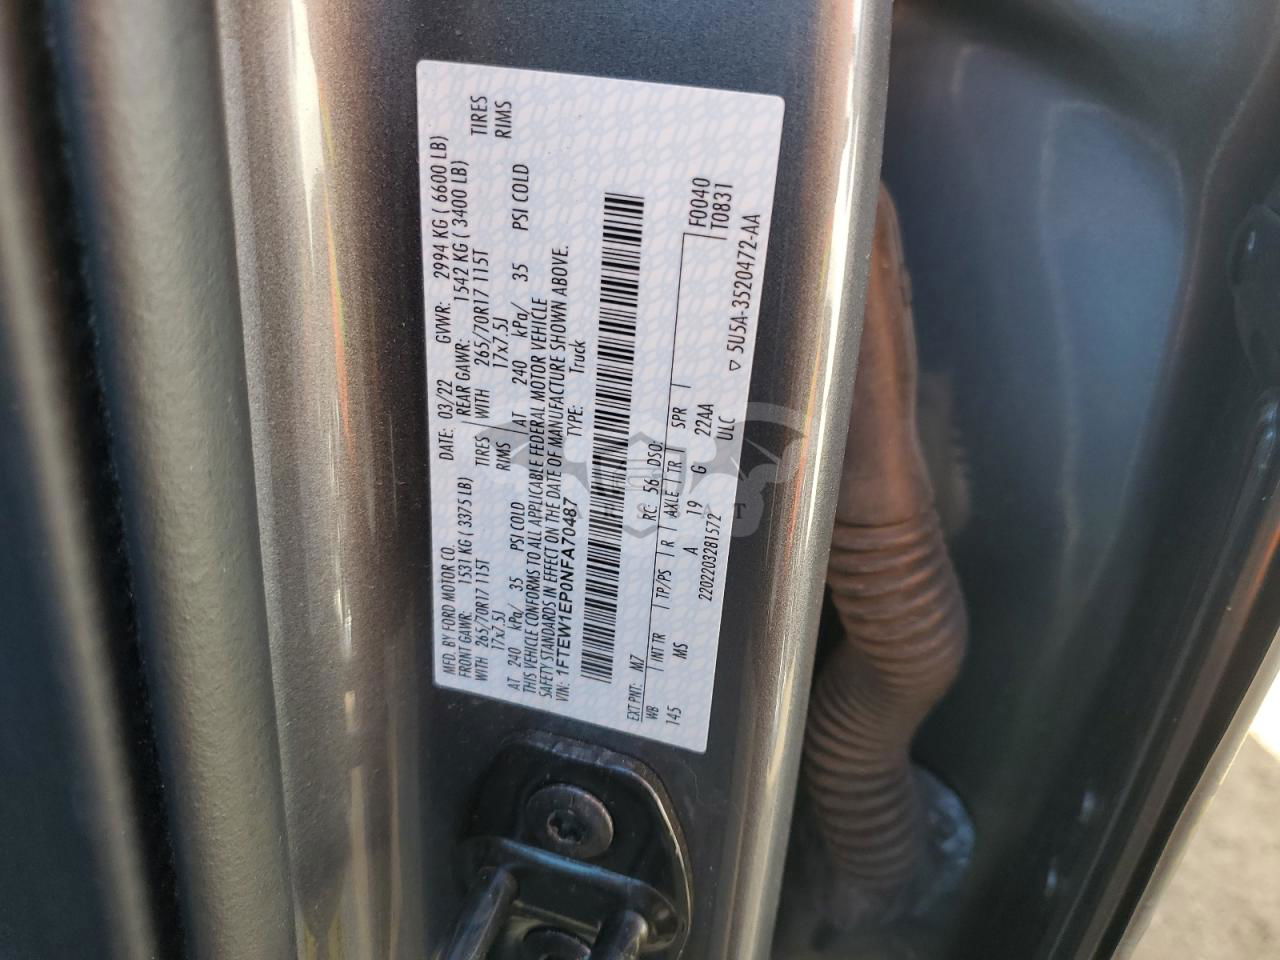 MFD. BY FORD MOTOR CO. DATE: 03/22 GVWR: 2994 KG ( 6600 LB)
FRONT GAWR: 1531 KG ( 3375 LB) REAR GAWR: 1542 KG ( 3400 LB)
WITH 265/70R17 115T TIRES WITH 265/70R17 115T TIRES
17x7.5J RIMS 17x7.5J RIMS
AT 240 kPa/ 35 PSI COLD AT 240 kPa/ 35 PSI COLD
THIS VEHICLE CONFORMS TO ALL APPLICABLE FEDERAL MOTOR VEHICLE
SAFETY STANDARDS IN EFFECT ON THE DATE OF MANUFACTURE SHOWN ABOVE.
VIN: 1FTEW1EP0NFA70487 TYPE: Truck
EXT PNT: M7 RC: 56 DSO: F0040
WB INT TR TP/PS R AXLE TR SPR T0831
145 MS A 19 G 22AA
2202203281572 ULC ▽ 5U5A-3520472-AA